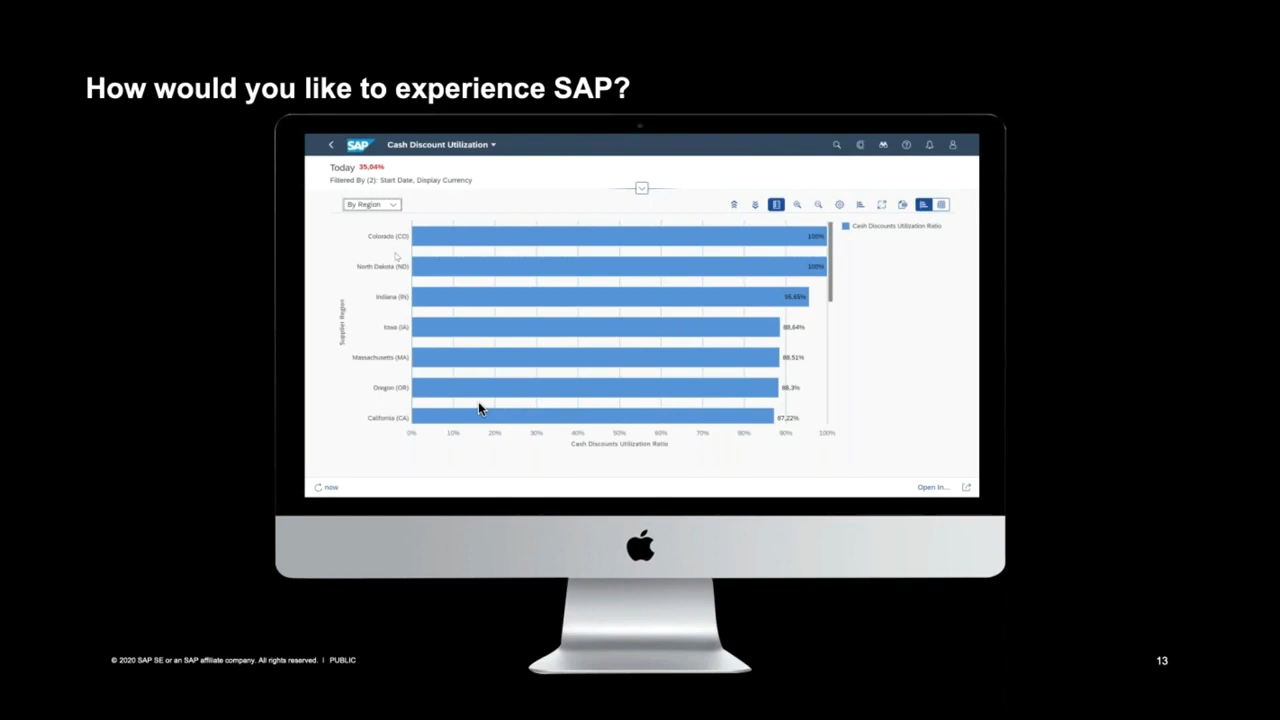 How would you like to experience SAP?
SAP
Cash Discount Utilization
Today 35,04%
Filtered By (2): Start Date, Display Currency
By Region
Cash Discounts Utilization Ratio
Supplier Region
Colorado (CO) 100%
North Dakota (ND) 100%
Indiana (IN) 95,65%
Iowa (IA) 88,64%
Massachusetts (MA) 88,51%
Oregon (OR) 88,3%
California (CA) 87,22%
0% 10% 20% 30% 40% 50% 60% 70% 80% 90% 100%
Cash Discounts Utilization Ratio
now
Open In...
© 2020 SAP SE or an SAP affiliate company. All rights reserved. | PUBLIC
13